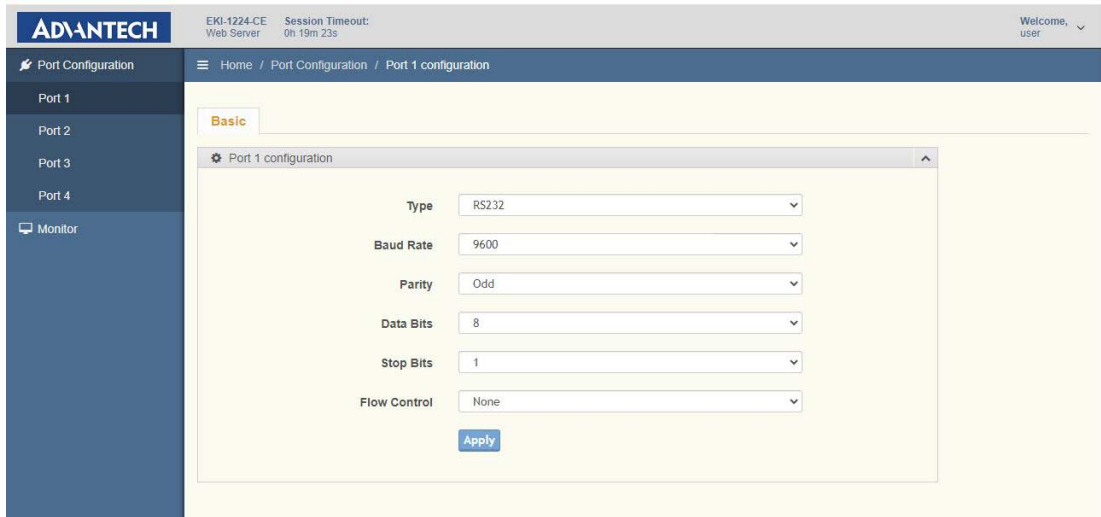 ADVANTECH
EKI-1224-CE Session Timeout:
Web Server 0h 19m 23s
Welcome,
user
Port Configuration
Home / Port Configuration / Port 1 configuration
Port 1
Port 2
Port 3
Port 4
Monitor
Basic
Port 1 configuration
Type RS232
Baud Rate 9600
Parity Odd
Data Bits 8
Stop Bits 1
Flow Control None
Apply